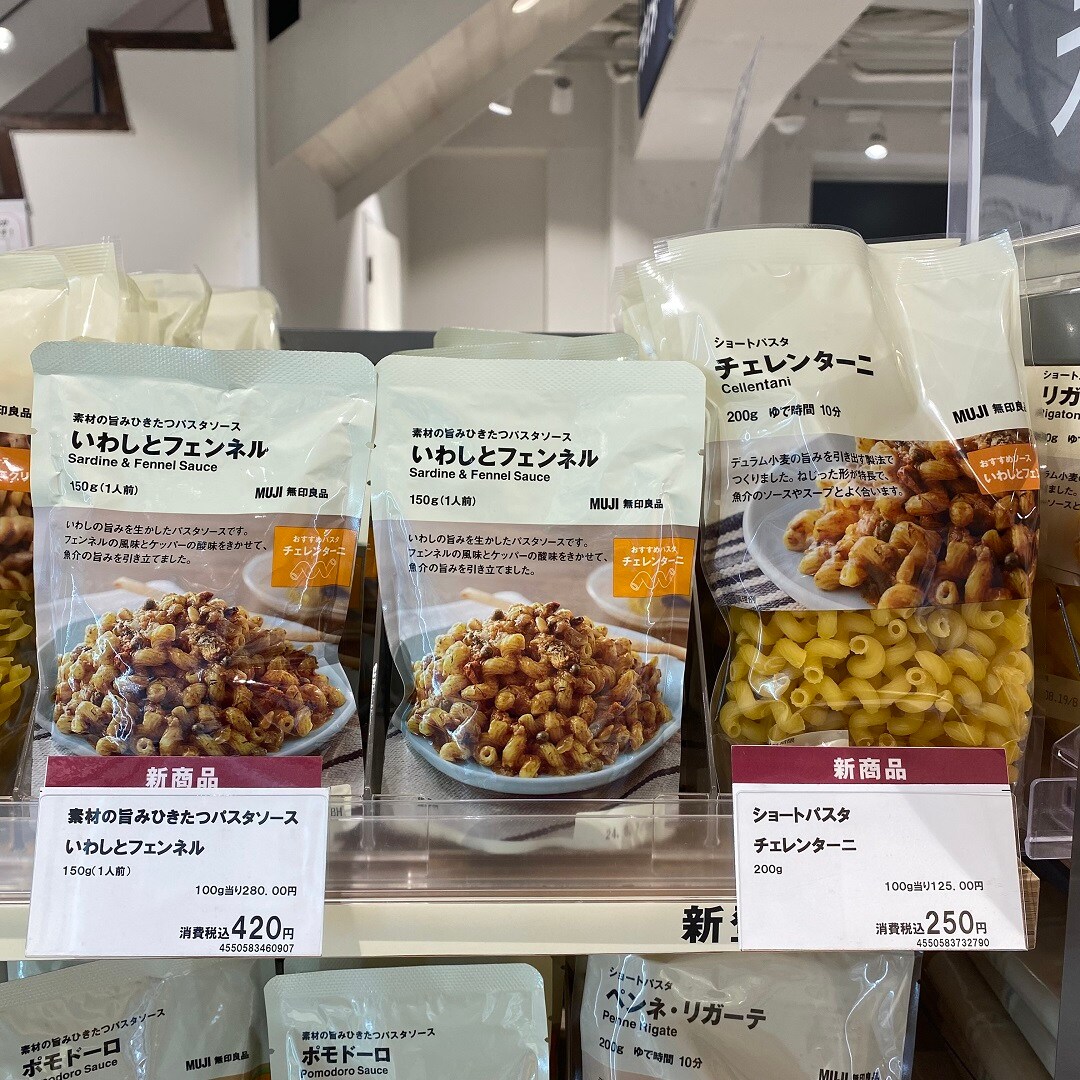 素材の旨みひきたつパスタソース
いわしとフェンネル
Sardine & Fennel Sauce
150g(1人前)
MUJI 無印良品
いわしの旨みを生かしたパスタソースです。
フェンネルの風味とケッパーの酸味をきかせて、
魚介の旨みを引き立てました。
おすすめパスタ
チェレンターニ
素材の旨みひきたつパスタソース
いわしとフェンネル
Sardine & Fennel Sauce
150g(1人前)
MUJI 無印良品
いわしの旨みを生かしたパスタソースです。
フェンネルの風味とケッパーの酸味をきかせて、
魚介の旨みを引き立てました。
おすすめパスタ
チェレンターニ
ショートパスタ
チェレンターニ
Cellentani
200g ゆで時間 10分
MUJI 無印良品
デュラム小麦の旨みを引き出す製法で
つくりました。ねじった形が特長で、
魚介のソースやスープとよく合います。
おすすめソース
いわしとフェ
ショートパ
リガ
Rigaton
新商品
素材の旨みひきたつパスタソース
いわしとフェンネル
150g(1人前)
100g当り280.00円
消費税込420円
4550583460907
新商品
ショートパスタ
チェレンターニ
200g
100g当り125.00円
消費税込250円
4550583732790
新
素材の旨みひきたつパスタソース
ポモドーロ
Pomodoro Sauce
MUJI 無印良品
素材の旨みひきたつパスタソース
ポモドーロ
Pomodoro Sauce
MUJI 無印良品
ショートパスタ
ペンネ・リガーテ
Penne Rigate
200g ゆで時間 10分
MUJI 無印良品